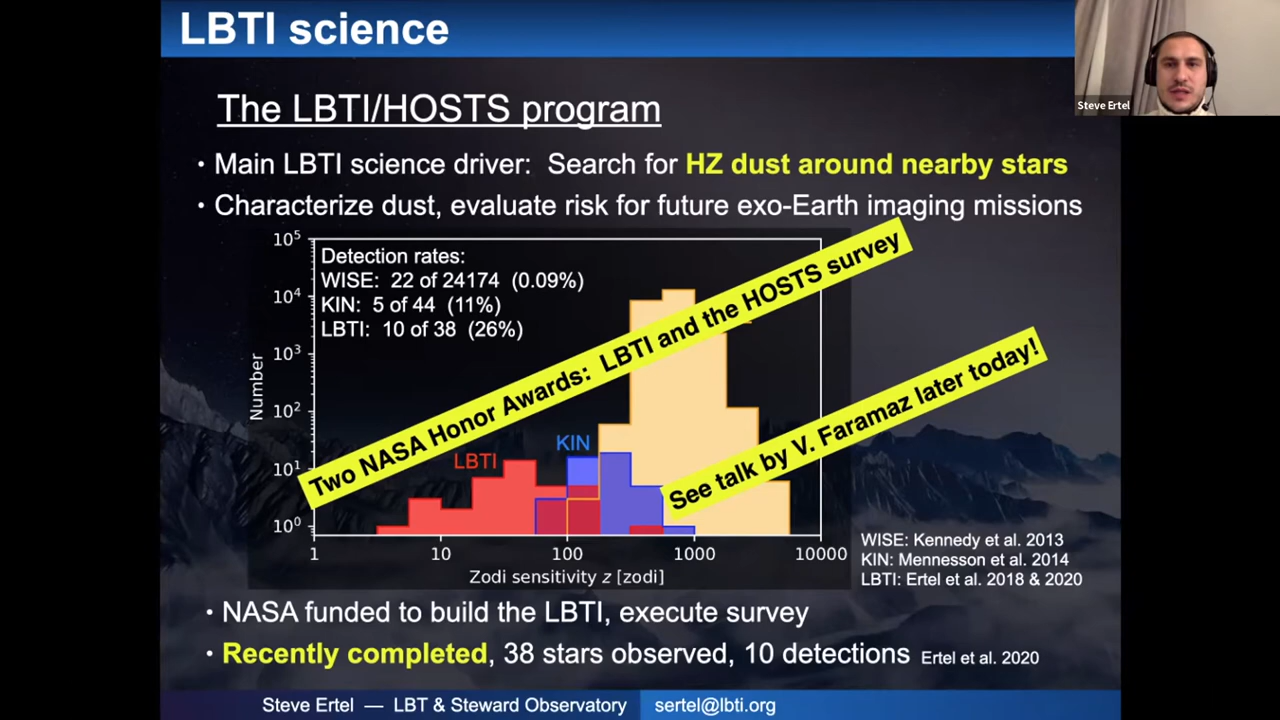 LBTI science
Steve Ertel
The LBTI/HOSTS program
• Main LBTI science driver: Search for HZ dust around nearby stars
• Characterize dust, evaluate risk for future exo-Earth imaging missions
Detection rates:
WISE: 22 of 24174 (0.09%)
KIN: 5 of 44 (11%)
LBTI: 10 of 38 (26%)
Two NASA Honor Awards: LBTI and the HOSTS survey
See talk by V. Faramaz later today!
10⁵
10⁴
10³
10²
10¹
10⁰
Number
KIN
LBTI
1 10 100 1000 10000
Zodi sensitivity z [zodi]
WISE: Kennedy et al. 2013
KIN: Mennesson et al. 2014
LBTI: Ertel et al. 2018 & 2020
• NASA funded to build the LBTI, execute survey
• Recently completed, 38 stars observed, 10 detections Ertel et al. 2020
Steve Ertel — LBT & Steward Observatory sertel@lbti.org